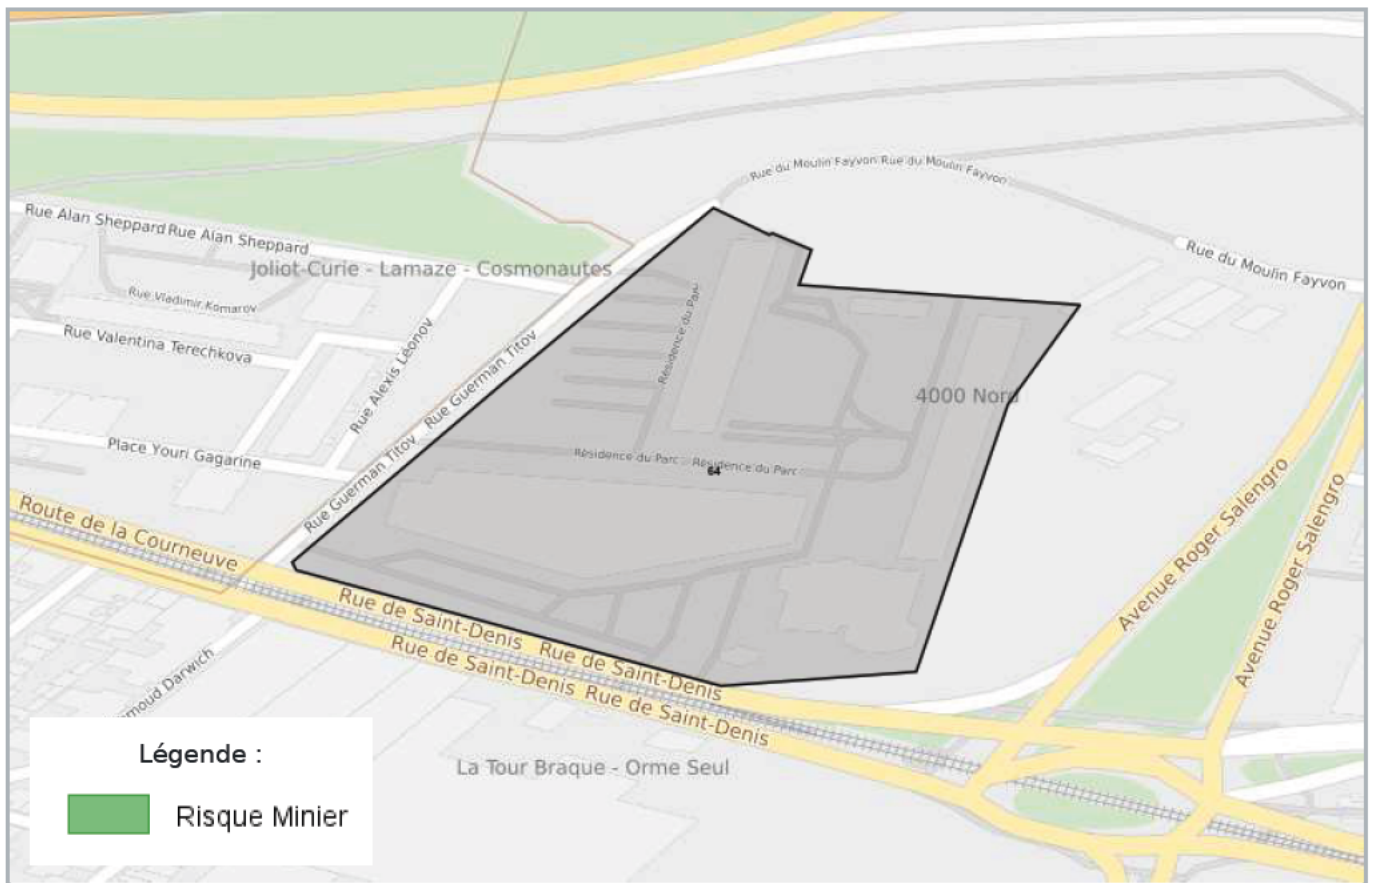 Rue du Moulin Fayvon Rue du Moulin Fayvon
Rue Alan Sheppard Rue Alan Sheppard
Rue du Moulin Fayvon
Joliot-Curie - Lamaze - Cosmonautes
Rue Vladimir Komarov
Résidence du Parc
Rue Valentina Terechkova
Rue Alexis Léonov
Rue Guerman Titov
4000 Nord
Place Youri Gagarine
Rue Guerman Titov
Résidence du Parc
Résidence du Parc
64
Route de la Courneuve
Avenue Roger Salengro
Avenue Roger Salengro
Rue de Saint-Denis
Rue de Saint-Denis
Rue de Saint-Denis
Rue de Saint-Denis
moud Darwich
La Tour Braque - Orme Seul
Légende :
Risque Minier